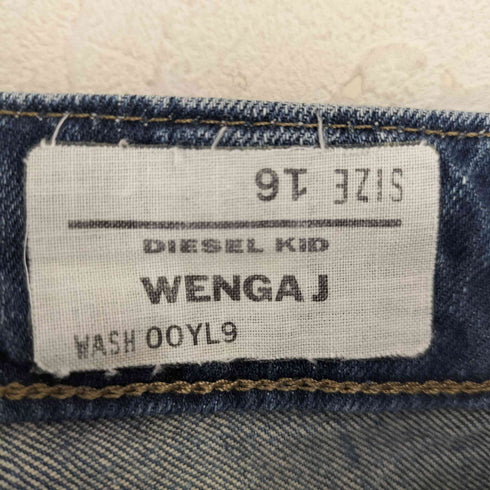 SIZE 16
DIESEL KID
WENGA J
WASH 00YL9